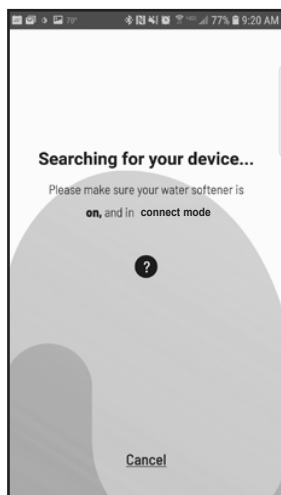 70° 77% 9:20 AM
Searching for your device...
Please make sure your water softener is
on, and in connect mode
?
Cancel